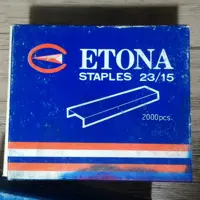 ETONA
STAPLES 23/15
2000pcs.